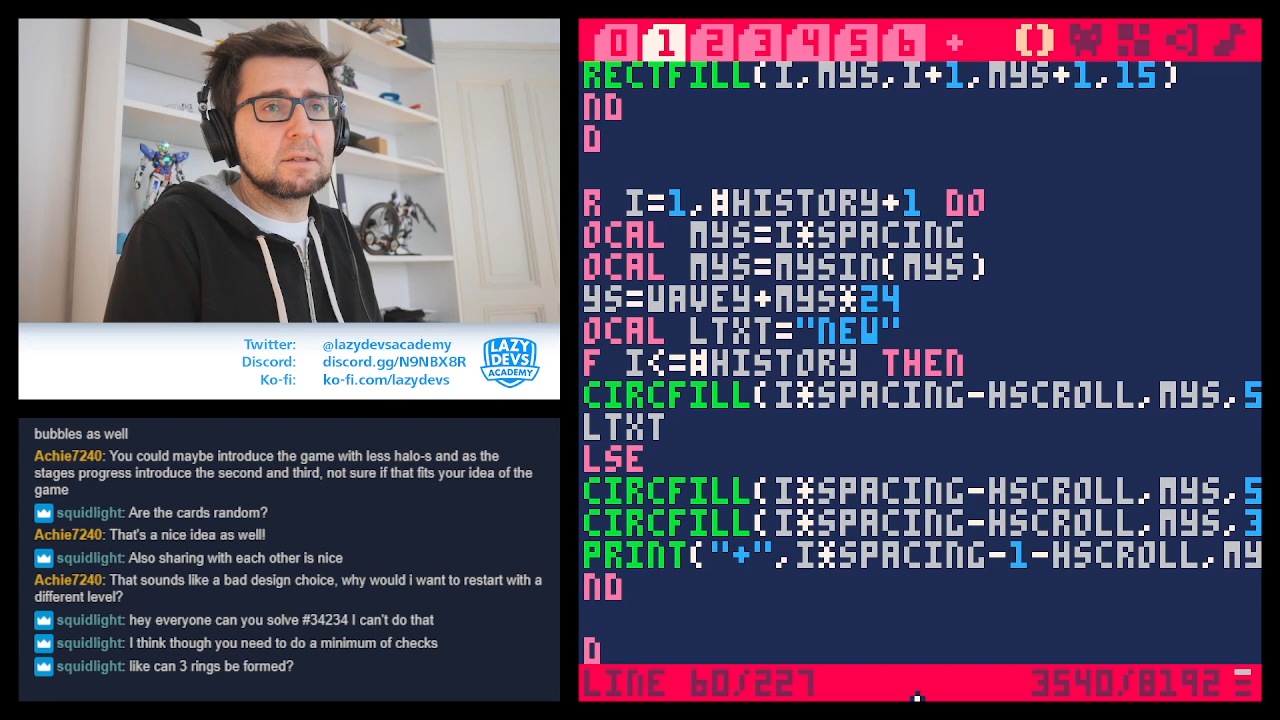 Twitter: @lazydevsacademy
Discord: discord.gg/N9NBX8R
Ko-fi: ko-fi.com/lazydevs
LAZY
DEVS
ACADEMY
bubbles as well
Achie7240: You could maybe introduce the game with less halo-s and as the
stages progress introduce the second and third, not sure if that fits your idea of the
game
squidlight: Are the cards random?
Achie7240: That's a nice idea as well!
squidlight: Also sharing with each other is nice
Achie7240: That sounds like a bad design choice, why would i want to restart with a
different level?
squidlight: hey everyone can you solve #34234 I can't do that
squidlight: I think though you need to do a minimum of checks
squidlight: like can 3 rings be formed?
0 1 2 3 4 5 6 + ()
RECTFILL(I,MYS,I+1,MYS+1,15)
ND
D
R I=1,#HISTORY+1 DO
OCAL MYS=I*SPACING
OCAL MYS=MYSIN(MYS)
YS=WAVEY+MYS*24
OCAL LTXT="NEW"
F I<=#HISTORY THEN
CIRCFILL(I*SPACING-HSCROLL,MYS,5
LTXT
LSE
CIRCFILL(I*SPACING-HSCROLL,MYS,5
CIRCFILL(I*SPACING-HSCROLL,MYS,3
PRINT("+",I*SPACING-1-HSCROLL,MY
ND
D
LINE 60/227 3540/8192